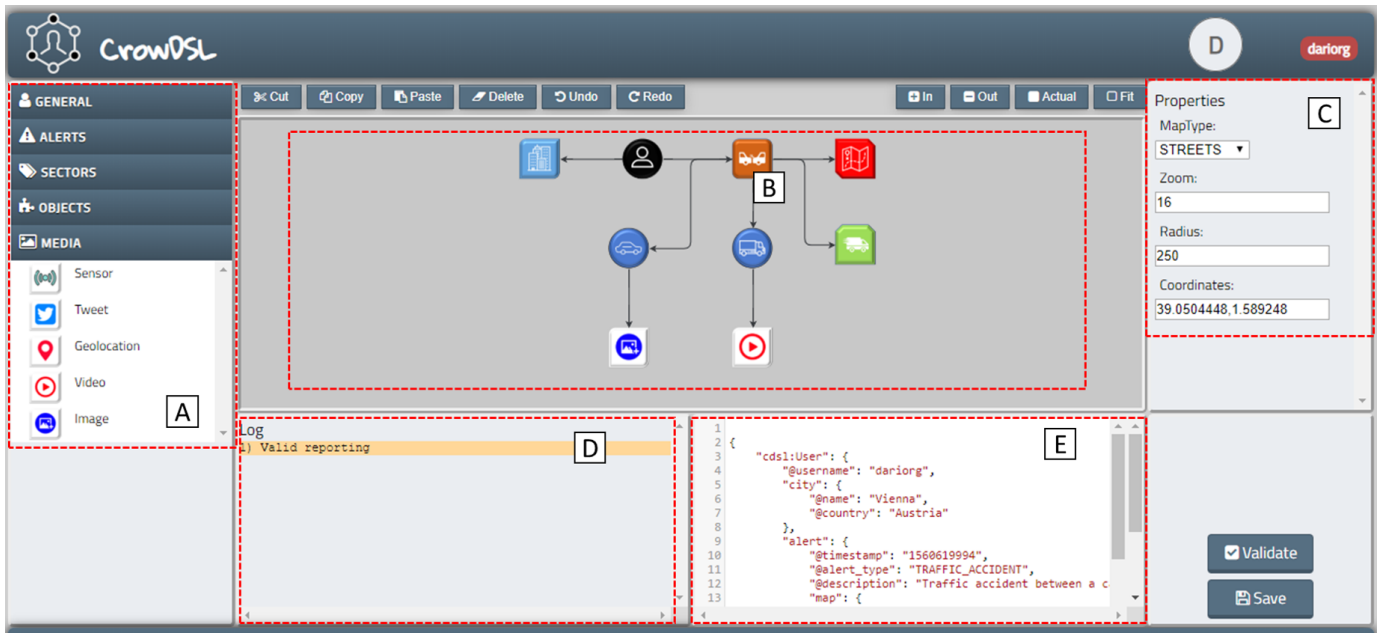 CrowDSL
D
dariorg
GENERAL
ALERTS
SECTORS
OBJECTS
MEDIA
Sensor
Tweet
Geolocation
Video
Image
A
Cut Copy Paste Delete Undo Redo
In Out Actual Fit
B
Properties
C
MapType:
STREETS
Zoom:
16
Radius:
250
Coordinates:
39.0504448,1.589248
Log
1) Valid reporting
D
E
1
2 {
3 "cdsl:User": {
4 "@username": "dariorg",
5 "city": {
6 "@name": "Vienna",
7 "@country": "Austria"
8 },
9 "alert": {
10 "@timestamp": "1560619994",
11 "@alert_type": "TRAFFIC_ACCIDENT",
12 "@description": "Traffic accident between a c
13 "map": {
Validate
Save